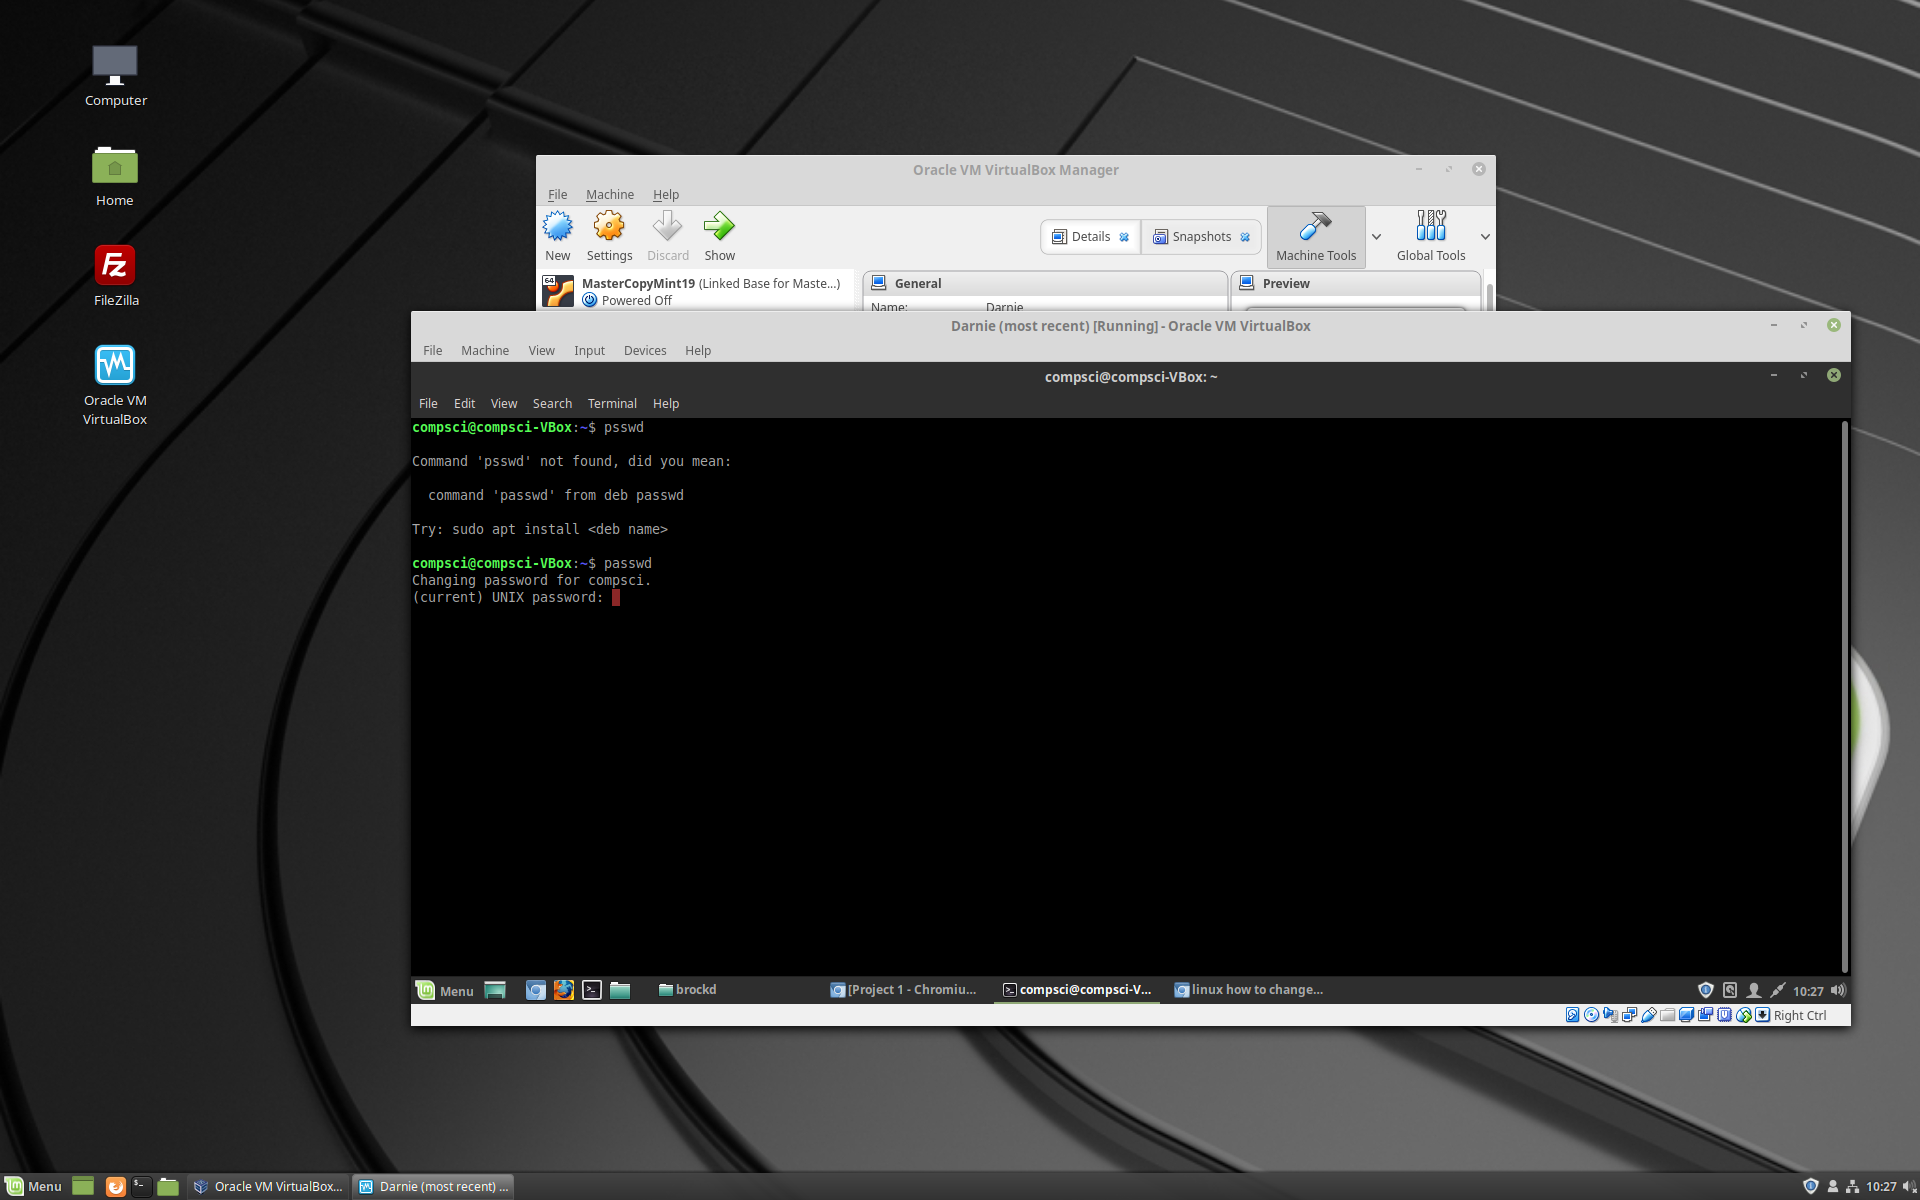 Computer
Home
FileZilla
Oracle VM
VirtualBox
Oracle VM VirtualBox Manager
File Machine Help
New Settings Discard Show
Details Snapshots Machine Tools Global Tools
64
MasterCopyMint19 (Linked Base for Maste...)
Powered Off
General
Name: Darnie
Preview
Darnie (most recent) [Running] - Oracle VM VirtualBox
File Machine View Input Devices Help
compsci@compsci-VBox: ~
File Edit View Search Terminal Help
compsci@compsci-VBox:~$ psswd
Command 'psswd' not found, did you mean:
command 'passwd' from deb passwd
Try: sudo apt install <deb name>
compsci@compsci-VBox:~$ passwd
Changing password for compsci.
(current) UNIX password:
Menu brockd [Project 1 - Chromiu... compsci@compsci-V... linux how to change... 10:27
Right Ctrl
Menu Oracle VM VirtualBox... Darnie (most recent) ... 10:27